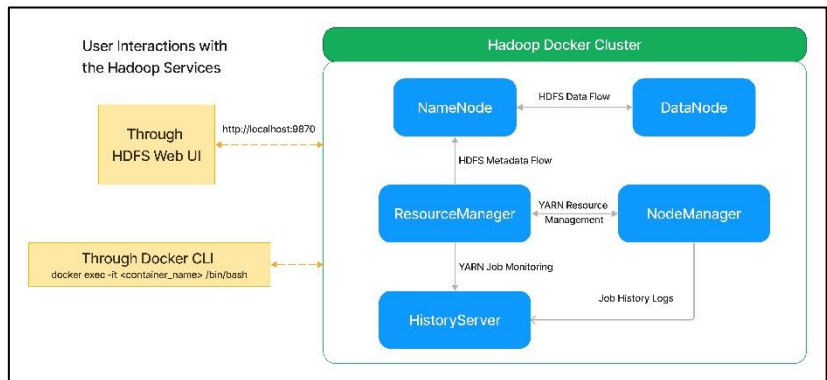 User Interactions with
the Hadoop Services
Hadoop Docker Cluster
Through
HDFS Web UI
http://localhost:9870
NameNode
HDFS Data Flow
DataNode
HDFS Metadata Flow
ResourceManager
YARN Resource
Management
NodeManager
Through Docker CLI
docker exec -it <container_name> /bin/bash
YARN Job Monitoring
Job History Logs
HistoryServer